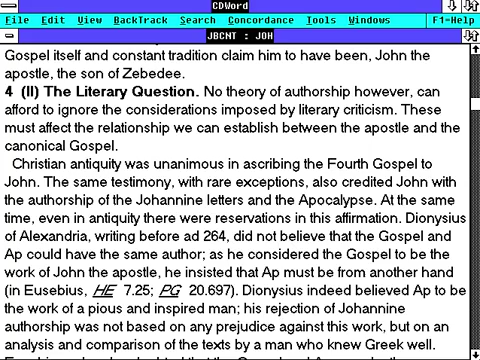 CDWord
File Edit View BackTrack Search Concordance Tools Windows F1=Help
JBCNT : JOH
Gospel itself and constant tradition claim him to have been, John the
apostle, the son of Zebedee.
4 (II) The Literary Question. No theory of authorship however, can
afford to ignore the considerations imposed by literary criticism. These
must affect the relationship we can establish between the apostle and the
canonical Gospel.
Christian antiquity was unanimous in ascribing the Fourth Gospel to
John. The same testimony, with rare exceptions, also credited John with
the authorship of the Johannine letters and the Apocalypse. At the same
time, even in antiquity there were reservations in this affirmation. Dionysius
of Alexandria, writing before ad 264, did not believe that the Gospel and
Ap could have the same author; as he considered the Gospel to be the
work of John the apostle, he insisted that Ap must be from another hand
(in Eusebius, HE 7.25; PG 20.697). Dionysius indeed believed Ap to be
the work of a pious and inspired man; his rejection of Johannine
authorship was not based on any prejudice against this work, but on an
analysis and comparison of the texts by a man who knew Greek well.